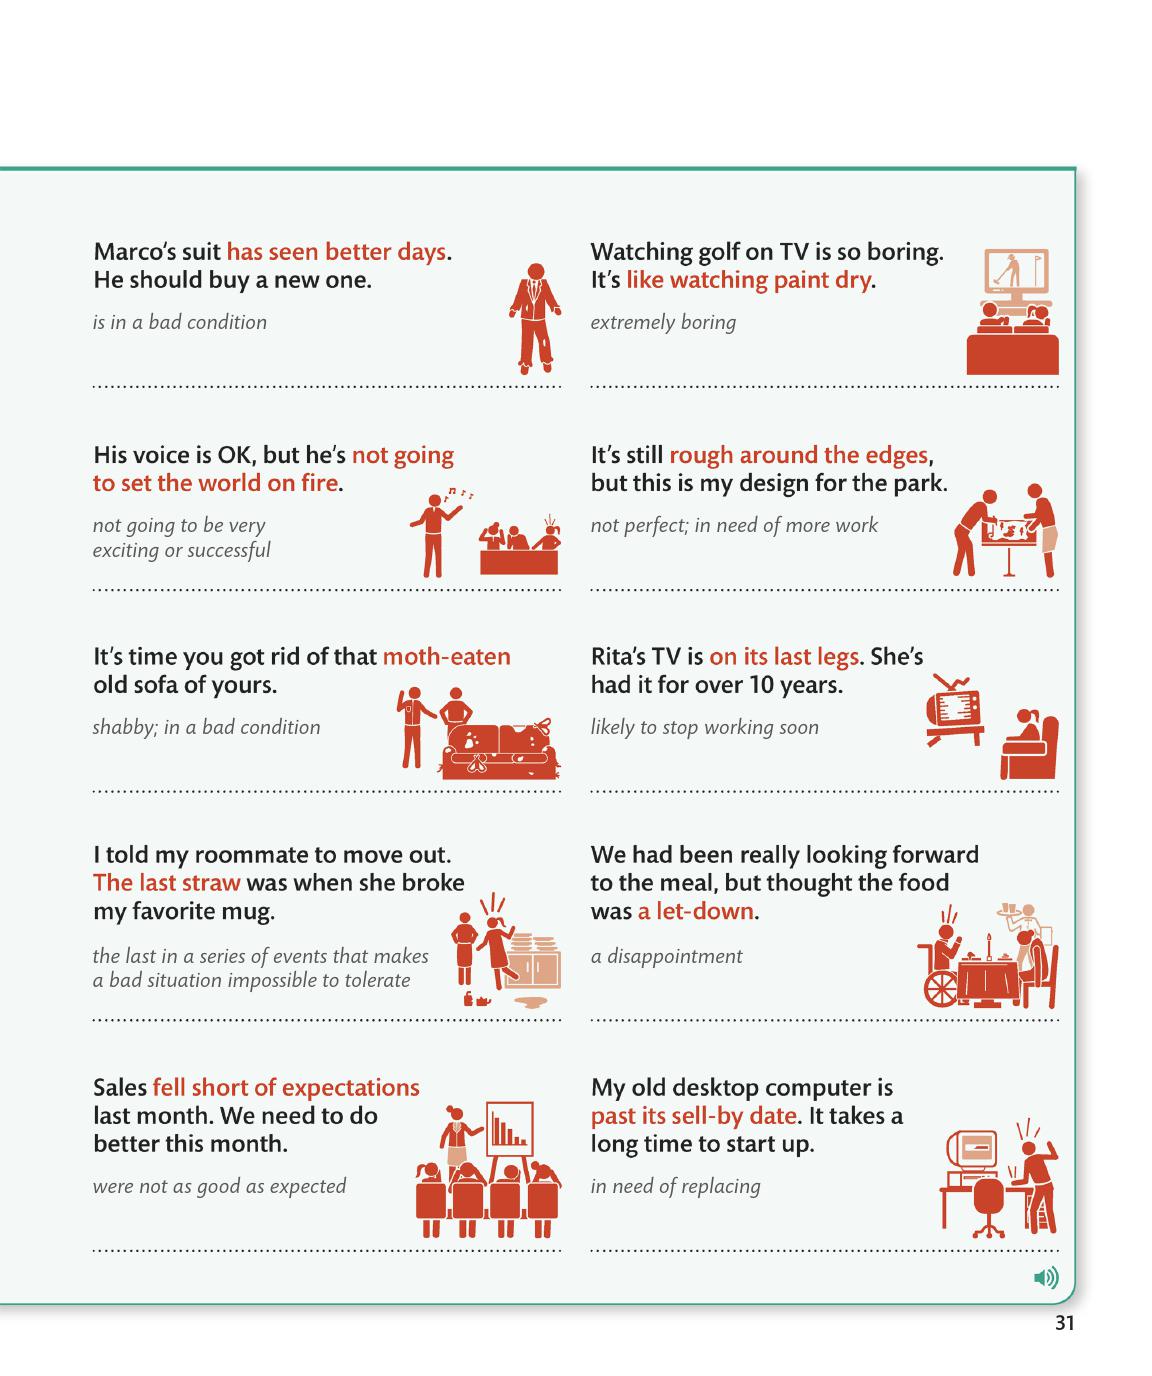 Marco's suit has seen better days.
He should buy a new one.
is in a bad condition
Watching golf on TV is so boring.
It's like watching paint dry.
extremely boring
His voice is OK, but he's not going
to set the world on fire.
not going to be very
exciting or successful
It's still rough around the edges,
but this is my design for the park.
not perfect; in need of more work
It's time you got rid of that moth-eaten
old sofa of yours.
shabby; in a bad condition
Rita's TV is on its last legs. She's
had it for over 10 years.
likely to stop working soon
I told my roommate to move out.
The last straw was when she broke
my favorite mug.
the last in a series of events that makes
a bad situation impossible to tolerate
We had been really looking forward
to the meal, but thought the food
was a let-down.
a disappointment
Sales fell short of expectations
last month. We need to do
better this month.
were not as good as expected
My old desktop computer is
past its sell-by date. It takes a
long time to start up.
in need of replacing
31